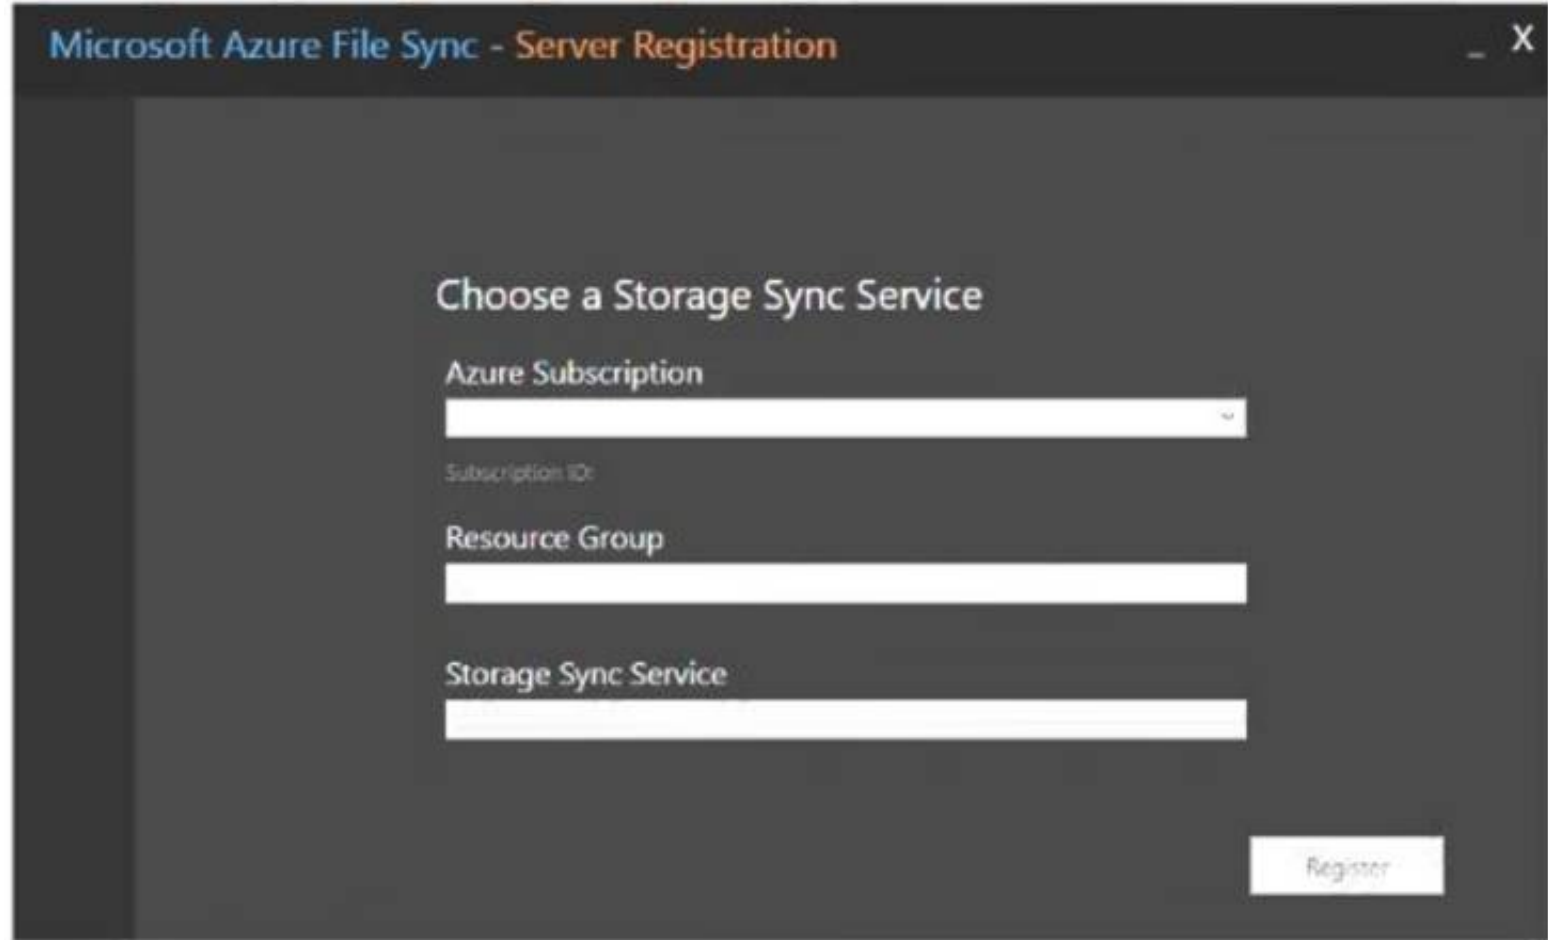 Microsoft Azure File Sync - Server Registration
_ X
Choose a Storage Sync Service
Azure Subscription
Subscription ID:
Resource Group
Storage Sync Service
Register